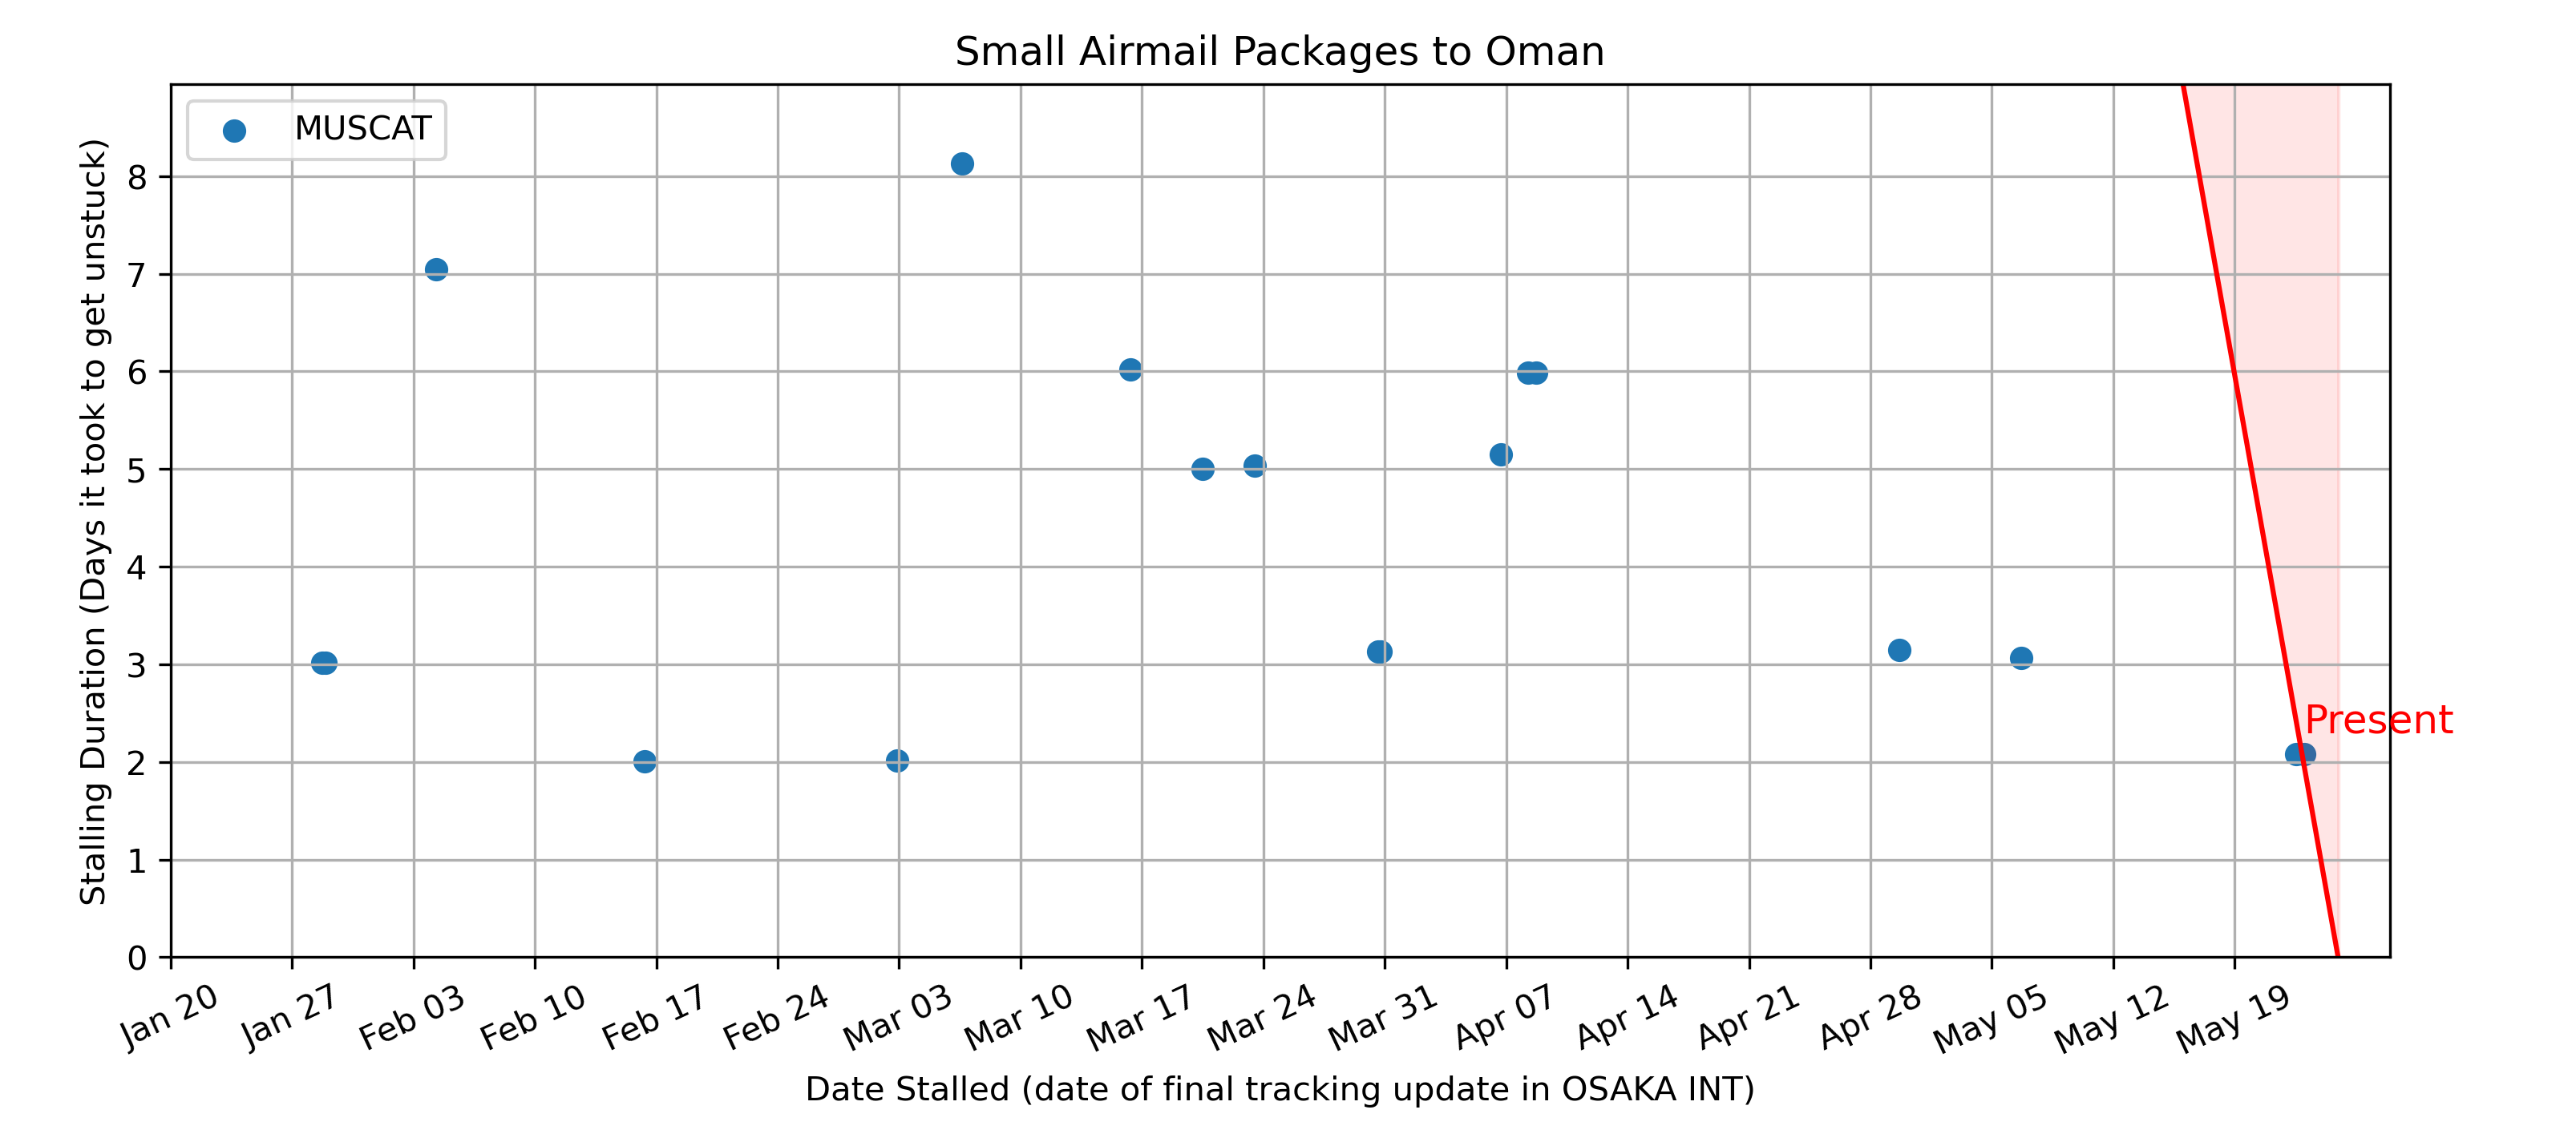 Small Airmail Packages to Oman
MUSCAT
Stalling Duration (Days it took to get unstuck)
8
7
6
5
4
3
2
1
0
Present
Jan 20
Jan 27
Feb 03
Feb 10
Feb 17
Feb 24
Mar 03
Mar 10
Mar 17
Mar 24
Mar 31
Apr 07
Apr 14
Apr 21
Apr 28
May 05
May 12
May 19
Date Stalled (date of final tracking update in OSAKA INT)